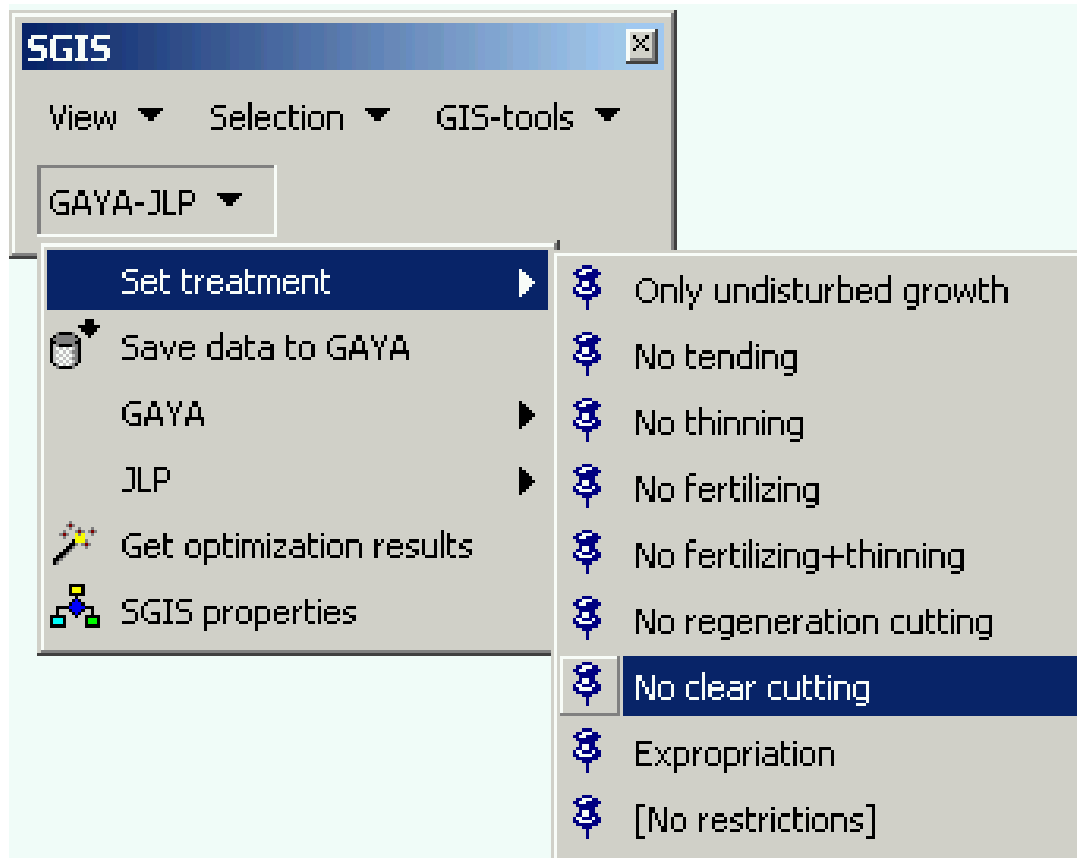 SGIS
View Selection GIS-tools
GAYA-JLP
Set treatment
Save data to GAYA
GAYA
JLP
Get optimization results
SGIS properties
Only undisturbed growth
No tending
No thinning
No fertilizing
No fertilizing+thinning
No regeneration cutting
No clear cutting
Expropriation
[No restrictions]